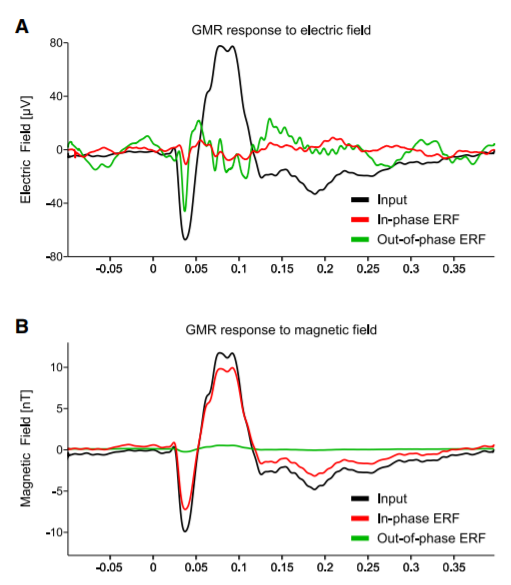 A
GMR response to electric field
Electric Field [µV]
80
40
0
-40
-80
Input
In-phase ERF
Out-of-phase ERF
-0.05
0
0.05
0.1
0.15
0.2
0.25
0.3
0.35
B
GMR response to magnetic field
Magnetic Field [nT]
10
5
0
-5
-10
Input
In-phase ERF
Out-of-phase ERF
-0.05
0
0.05
0.1
0.15
0.2
0.25
0.3
0.35